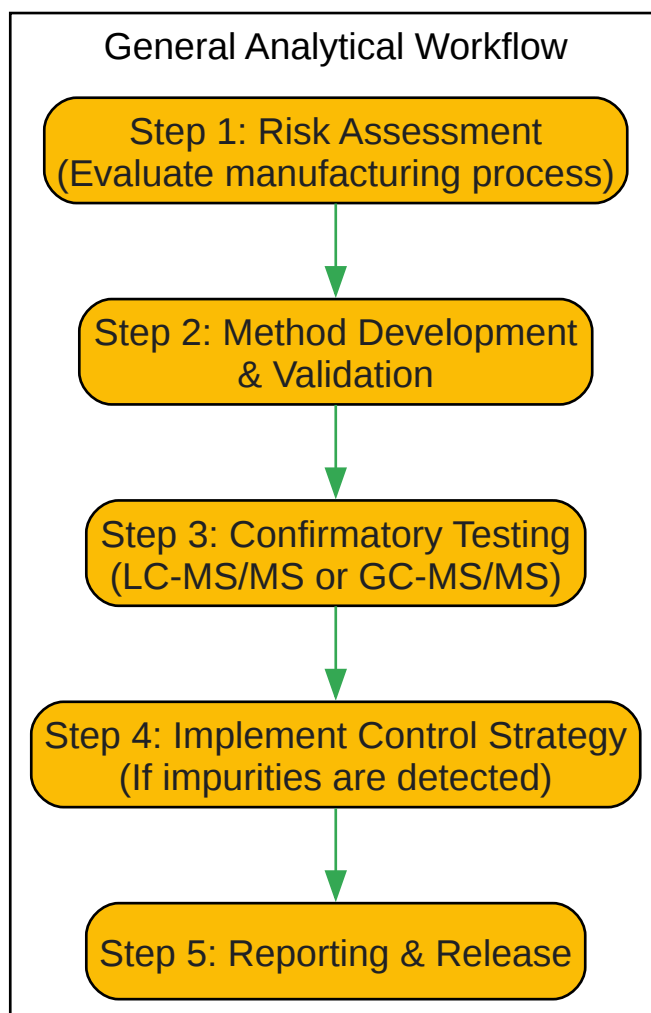 General Analytical Workflow
Step 1: Risk Assessment
(Evaluate manufacturing process)
Step 2: Method Development
& Validation
Step 3: Confirmatory Testing
(LC-MS/MS or GC-MS/MS)
Step 4: Implement Control Strategy
(If impurities are detected)
Step 5: Reporting & Release